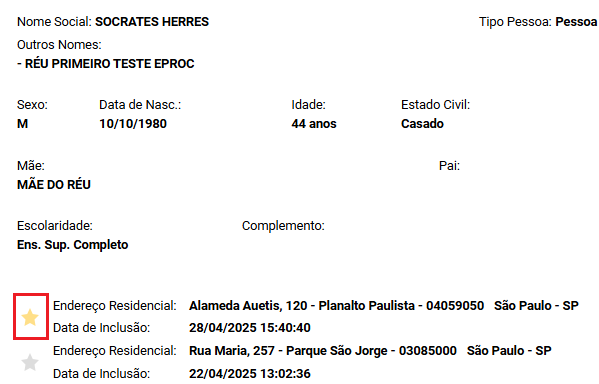 Nome Social: SOCRATES HERRES Tipo Pessoa: Pessoa
Outros Nomes:
- RÉU PRIMEIRO TESTE EPROC
Sexo: Data de Nasc.: Idade: Estado Civil:
M 10/10/1980 44 anos Casado
Mãe: Pai:
MÃE DO RÉU
Escolaridade: Complemento:
Ens. Sup. Completo
Endereço Residencial: Alameda Auetis, 120 - Planalto Paulista - 04059050 São Paulo - SP
Data de Inclusão: 28/04/2025 15:40:40
Endereço Residencial: Rua Maria, 257 - Parque São Jorge - 03085000 São Paulo - SP
Data de Inclusão: 22/04/2025 13:02:36